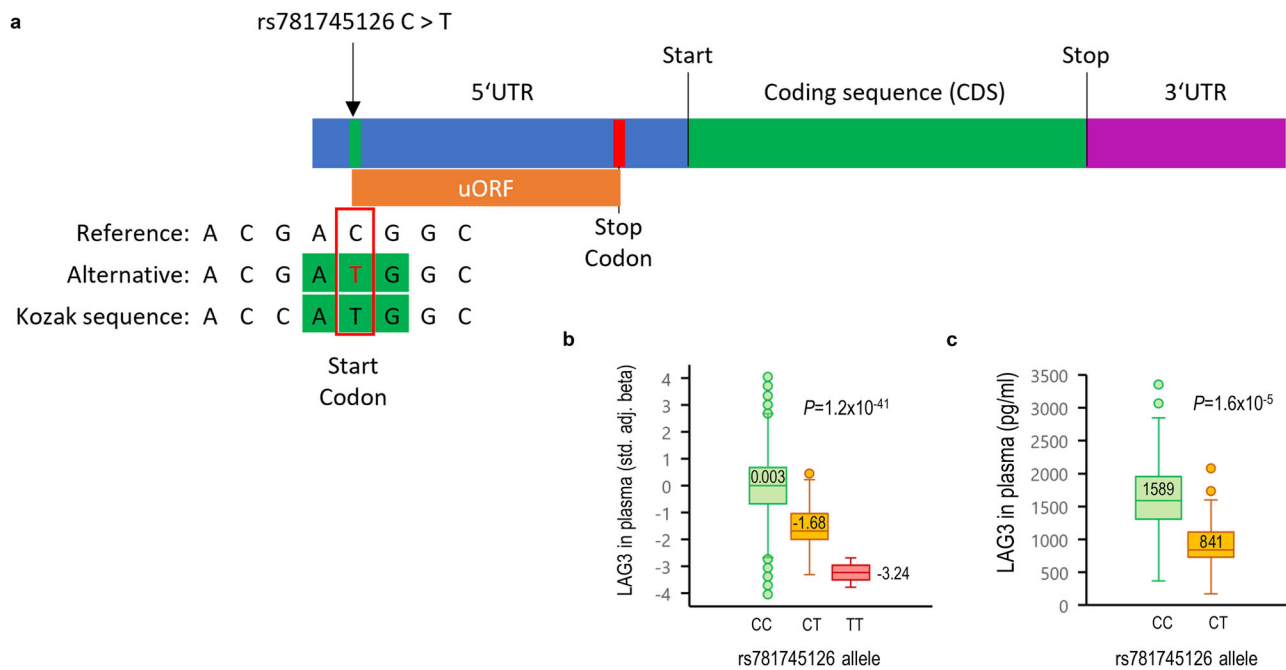 a
rs781745126 C > T
5‘UTR
Start
Coding sequence (CDS)
Stop
3‘UTR
uORF
Stop
Codon
Reference: A C G A C G G C
Alternative: A C G A T G G C
Kozak sequence: A C C A T G G C
Start
Codon
b
LAG3 in plasma (std. adj. beta)
4
3
2
1
0
-1
-2
-3
-4
P=1.2x10⁻⁴¹
0.003
-1.68
-3.24
CC CT TT
rs781745126 allele
c
LAG3 in plasma (pg/ml)
3500
3000
2500
2000
1500
1000
500
0
P=1.6x10⁻⁵
1589
841
CC CT
rs781745126 allele